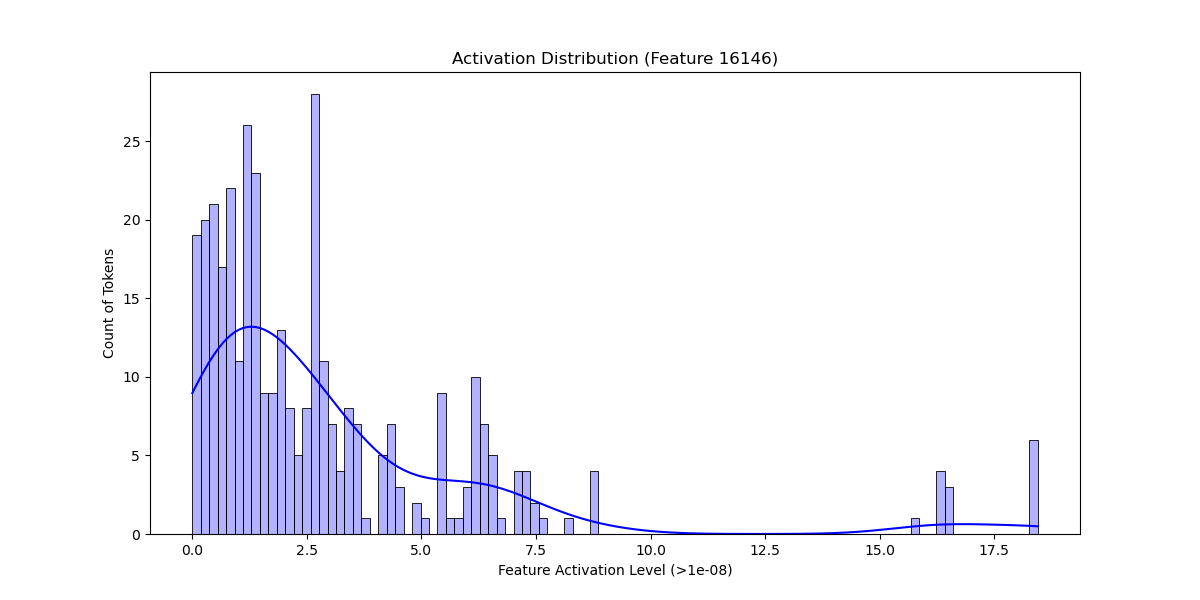 Activation Distribution (Feature 16146)
25
20
15
10
5
0
Count of Tokens
0.0 2.5 5.0 7.5 10.0 12.5 15.0 17.5
Feature Activation Level (>1e-08)